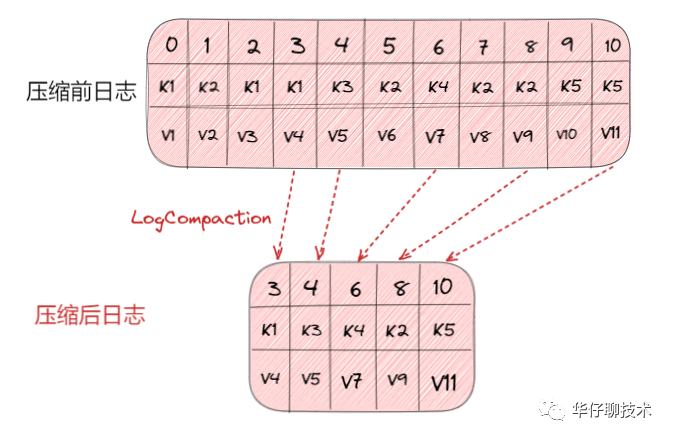 0 1 2 3 4 5 6 7 8 9 10
压缩前日志
K1 K2 K1 K1 K3 K2 K4 K2 K2 K5 K5
V1 V2 V3 V4 V5 V6 V7 V8 V9 V10 V11
LogCompaction
3 4 6 8 10
压缩后日志
K1 K3 K4 K2 K5
V4 V5 V7 V9 V11
华仔聊技术